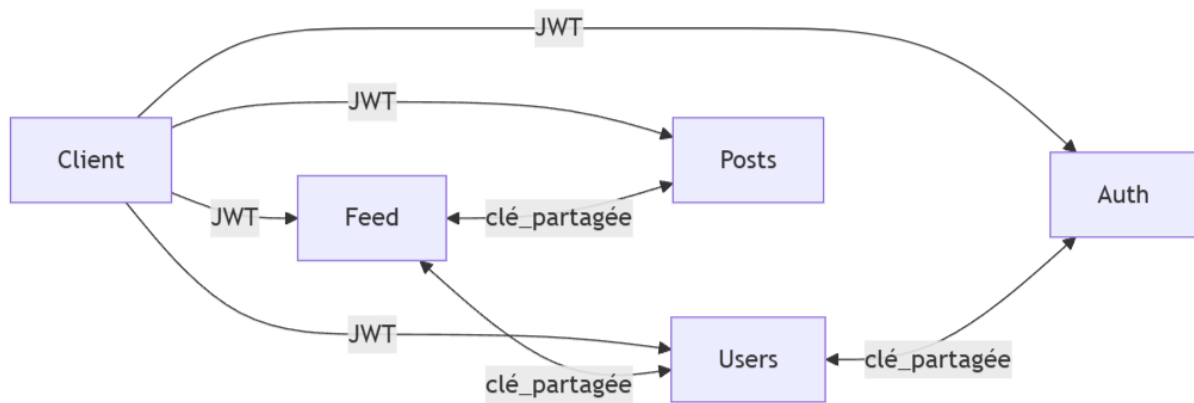 JWT
JWT
Client
Posts
Auth
JWT
Feed
clé_partagée
JWT
Users
clé_partagée
clé_partagée